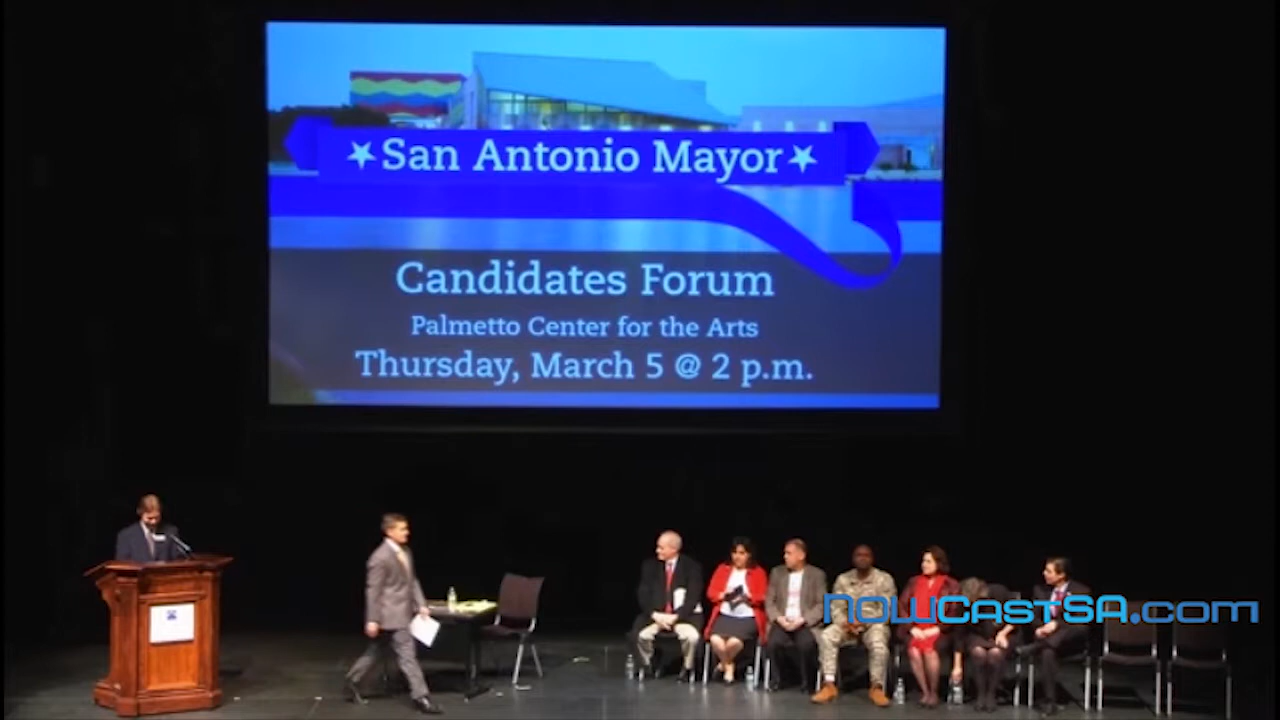 ★San Antonio Mayor★
Candidates Forum
Palmetto Center for the Arts
Thursday, March 5 @ 2 p.m.
NOWCastSA.com